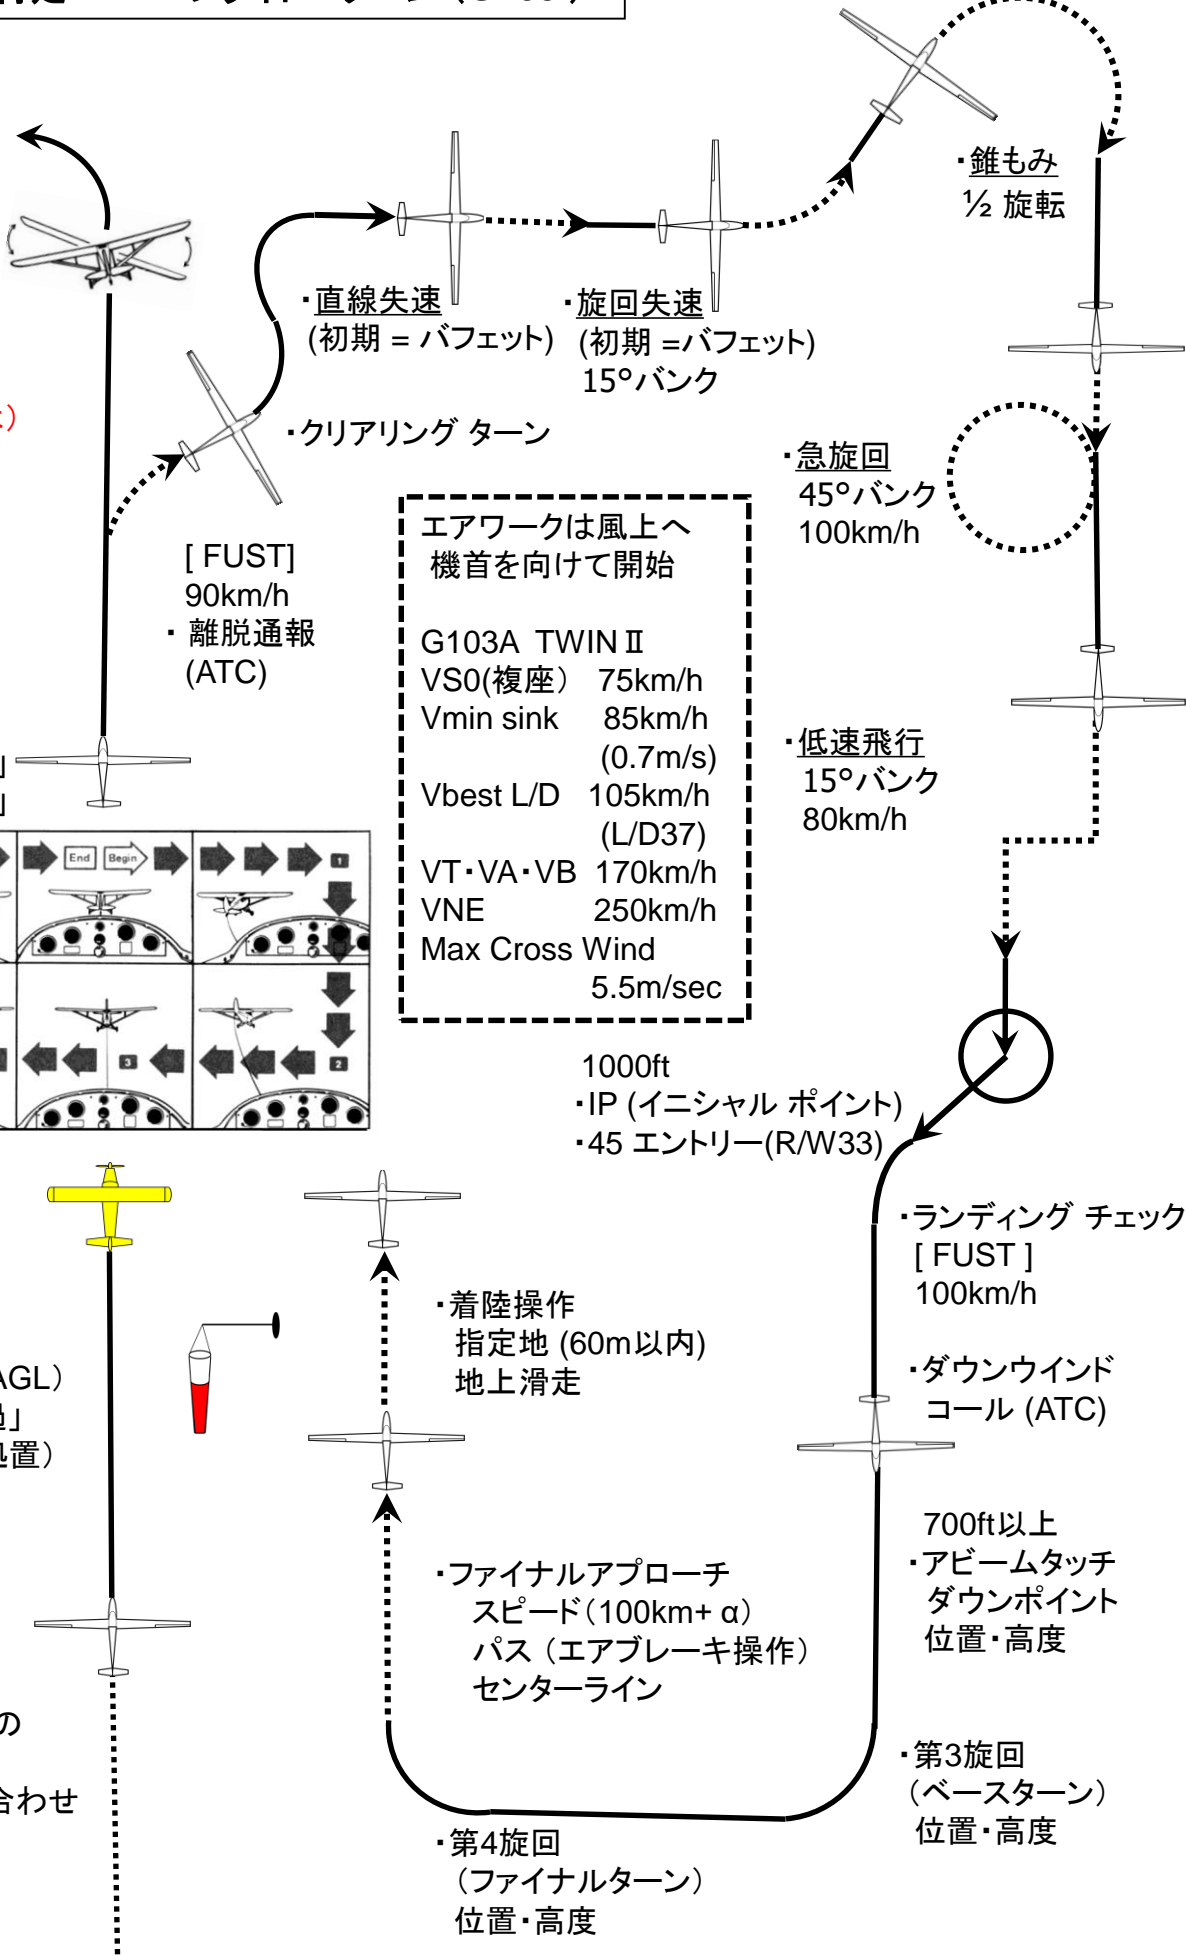 ・錐もみ
½ 旋転
・直線失速
(初期 = バフェット)
・旋回失速
(初期 =バフェット)
15°バンク
・クリアリング ターン
・急旋回
45°バンク
100km/h
[ FUST]
90km/h
・ 離脱通報
(ATC)
エアワークは風上へ
機首を向けて開始
G103A TWINⅡ
VS0(複座） 75km/h
Vmin sink 85km/h
(0.7m/s)
Vbest L/D 105km/h
(L/D37)
VT・VA・VB 170km/h
VNE 250km/h
Max Cross Wind
5.5m/sec
・低速飛行
15°バンク
80km/h
」
」
End Begin 1
3 2
1000ft
・IP (イニシャル ポイント)
・45 エントリー(R/W33)
・ランディング チェック
[ FUST ]
100km/h
・着陸操作
指定地 (60m以内)
地上滑走
・ダウンウインド
コール (ATC)
AGL）
」
置）
700ft以上
・アビームタッチ
ダウンポイント
位置・高度
・ファイナルアプローチ
スピード（100km+ α）
パス （エアブレーキ操作）
センターライン
の
合わせ
・第3旋回
（ベースターン）
位置・高度
・第4旋回
（ファイナルターン）
位置・高度